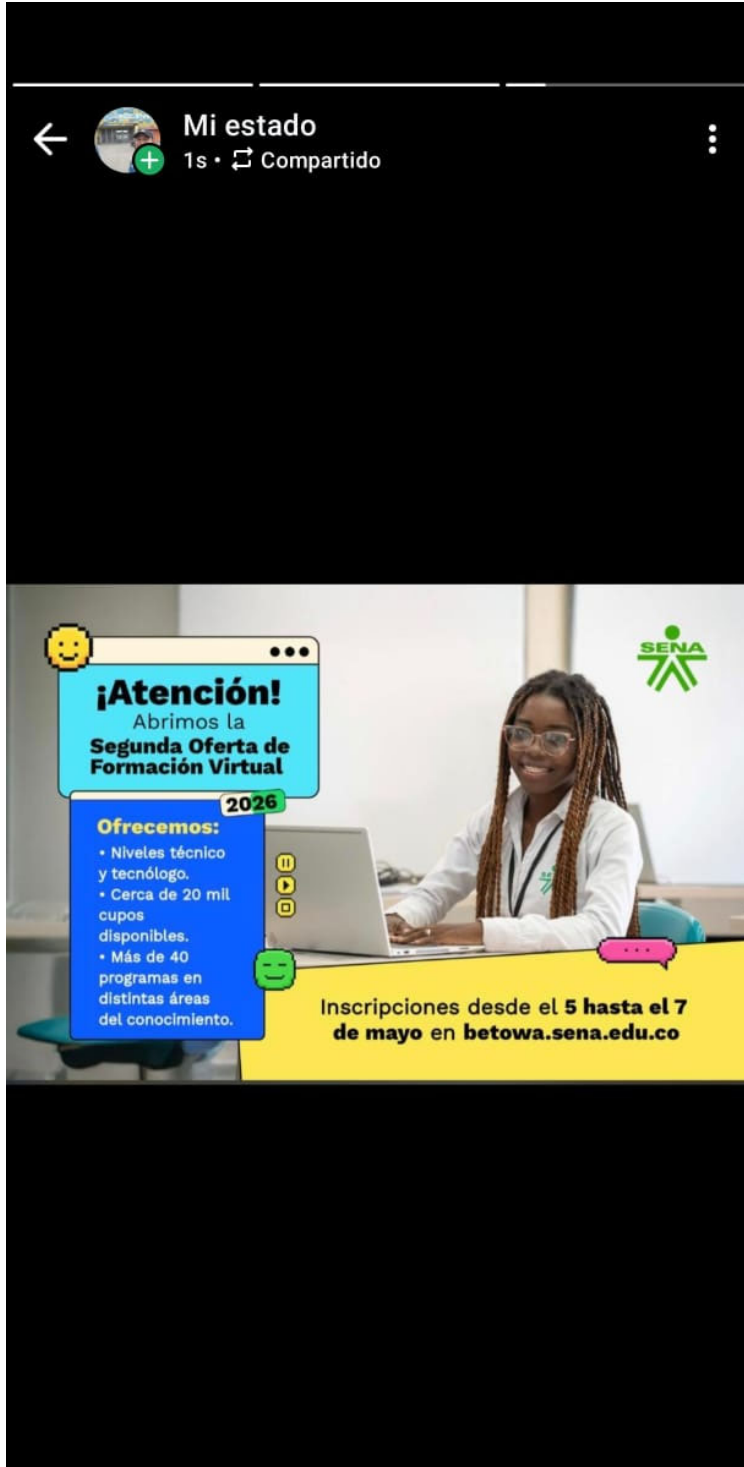 Mi estado
1s • Compartido
¡Atención!
Abrimos la
Segunda Oferta de
Formación Virtual
2026
Ofrecemos:
• Niveles técnico
y tecnólogo.
• Cerca de 20 mil
cupos
disponibles.
• Más de 40
programas en
distintas áreas
del conocimiento.
SENA
Inscripciones desde el 5 hasta el 7
de mayo en betowa.sena.edu.co